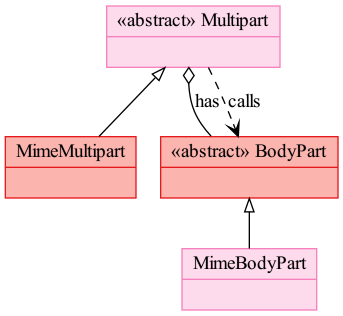 «abstract» Multipart
has calls
MimeMultipart
«abstract» BodyPart
MimeBodyPart